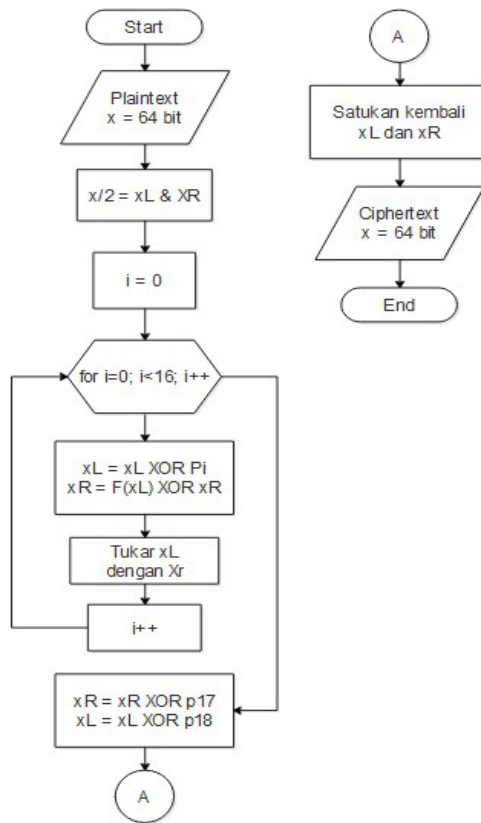 Start
Plaintext
x = 64 bit
x/2 = xL & XR
i = 0
for i=0; i<16; i++
xL = xL XOR Pi
xR = F(xL) XOR xR
Tukar xL
dengan Xr
i++
xR = xR XOR p17
xL = xL XOR p18
A
A
Satukan kembali
xL dan xR
Ciphertext
x = 64 bit
End